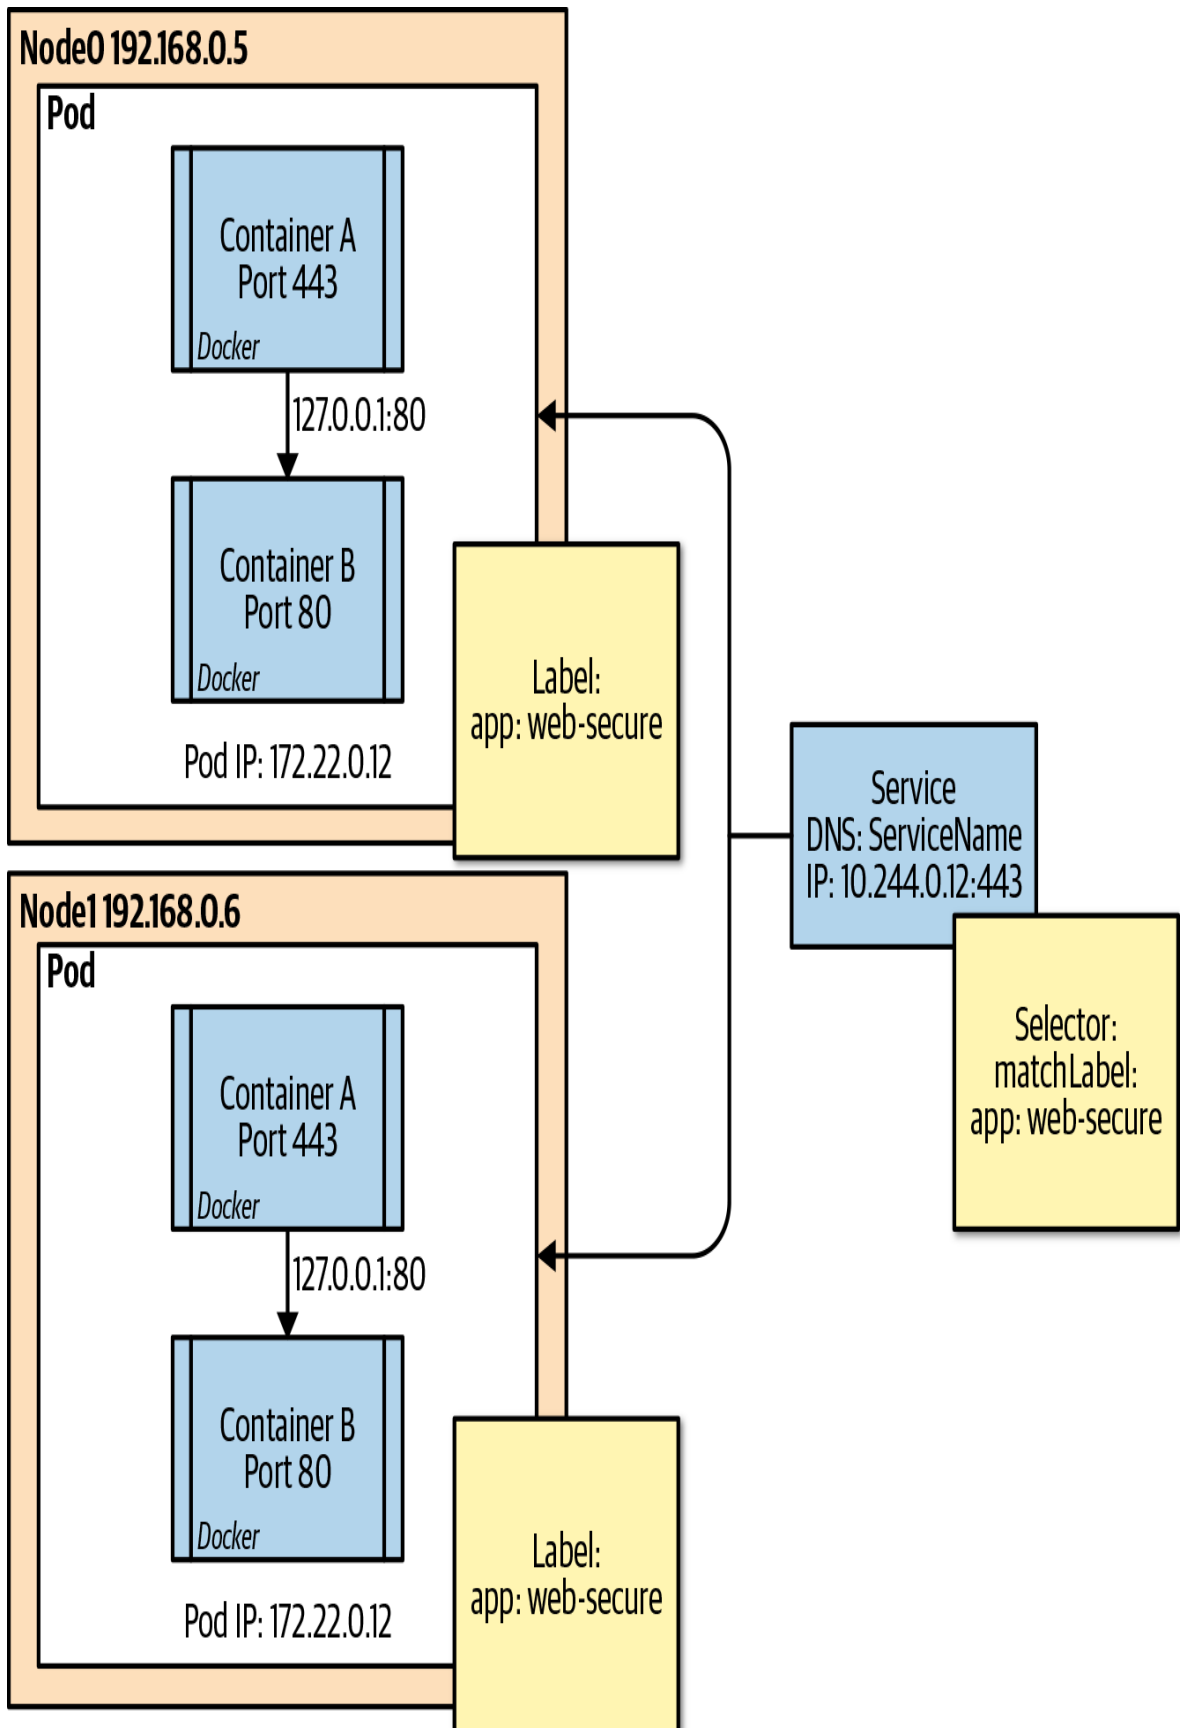 Node0 192.168.0.5
Pod
Container A
Port 443
Docker
127.0.0.1:80
Container B
Port 80
Docker
Pod IP: 172.22.0.12
Label:
app: web-secure
Service
DNS: ServiceName
IP: 10.244.0.12:443
Selector:
matchLabel:
app: web-secure
Node1 192.168.0.6
Pod
Container A
Port 443
Docker
127.0.0.1:80
Container B
Port 80
Docker
Pod IP: 172.22.0.12
Label:
app: web-secure